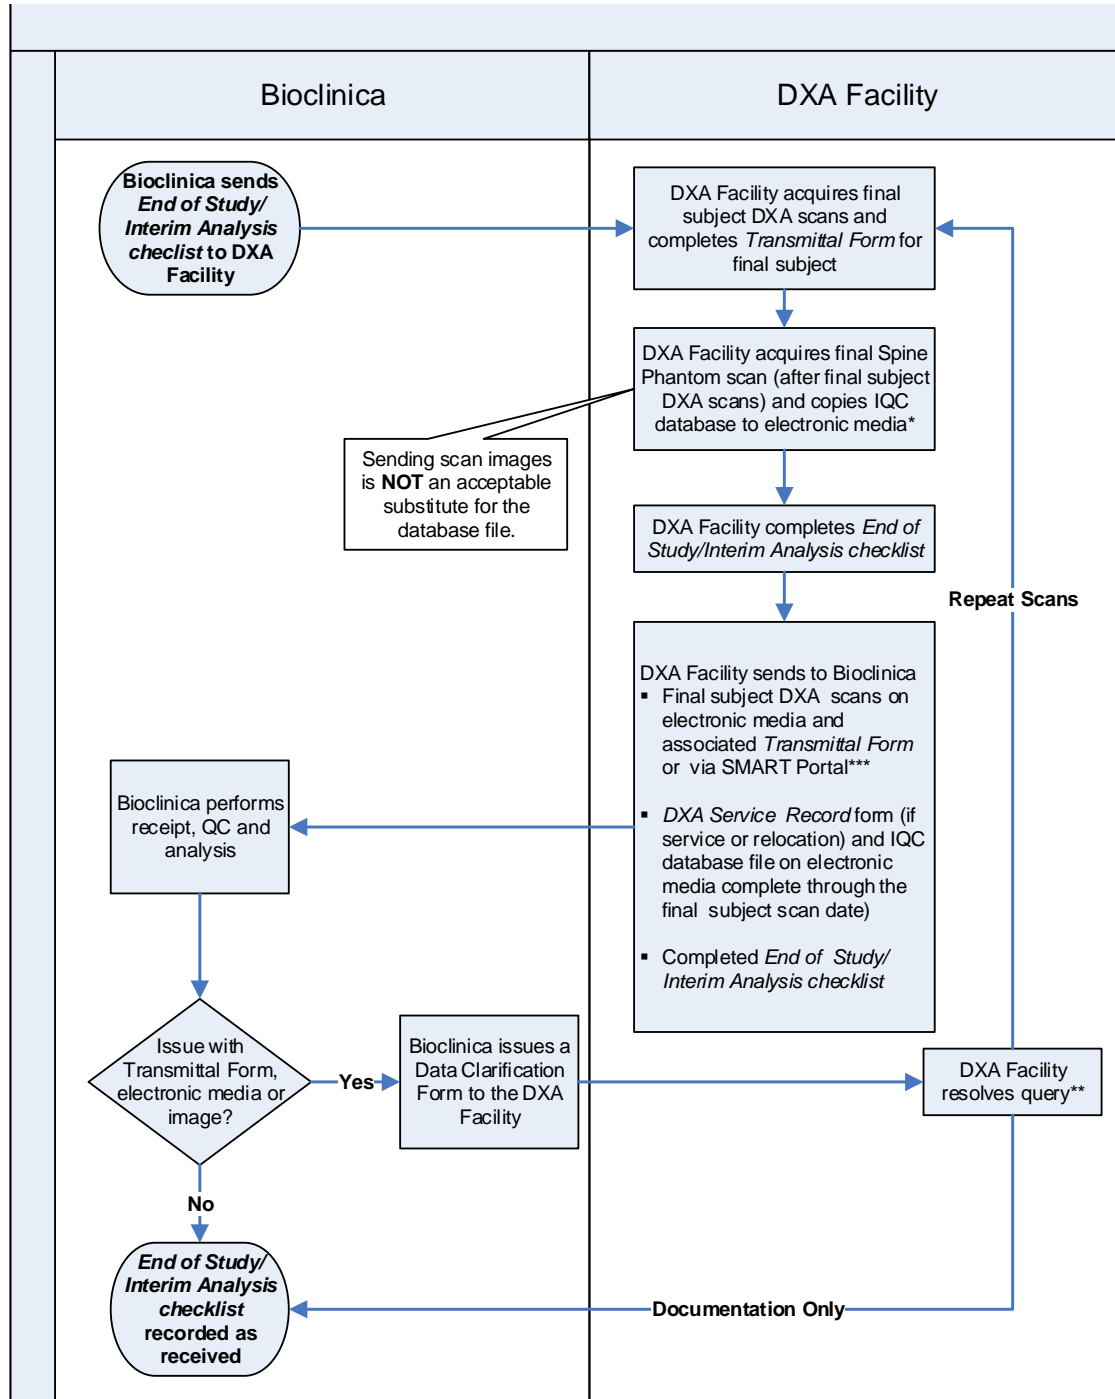 Bioclinica
DXA Facility
Bioclinica sends
End of Study/
Interim Analysis
checlist to DXA
Facility
DXA Facility acquires final
subject DXA scans and
completes Transmittal Form for
final subject
DXA Facility acquires final Spine
Phantom scan (after final subject
DXA scans) and copies IQC
database to electronic media*
Sending scan images
is NOT an acceptable
substitute for the
database file.
DXA Facility completes End of
Study/Interim Analysis checklist
Repeat Scans
DXA Facility sends to Bioclinica
▪ Final subject DXA scans on
electronic media and
associated Transmittal Form
or via SMART Portal***
▪ DXA Service Record form (if
service or relocation) and IQC
database file on electronic
media complete through the
final subject scan date)
▪ Completed End of Study/
Interim Analysis checklist
Bioclinica performs
receipt, QC and
analysis
Issue with
Transmittal Form,
electronic media or
image?
Yes
Bioclinica issues a
Data Clarification
Form to the DXA
Facility
DXA Facility
resolves query**
No
End of Study/
Interim Analysis
checklist
recorded as
received
Documentation Only